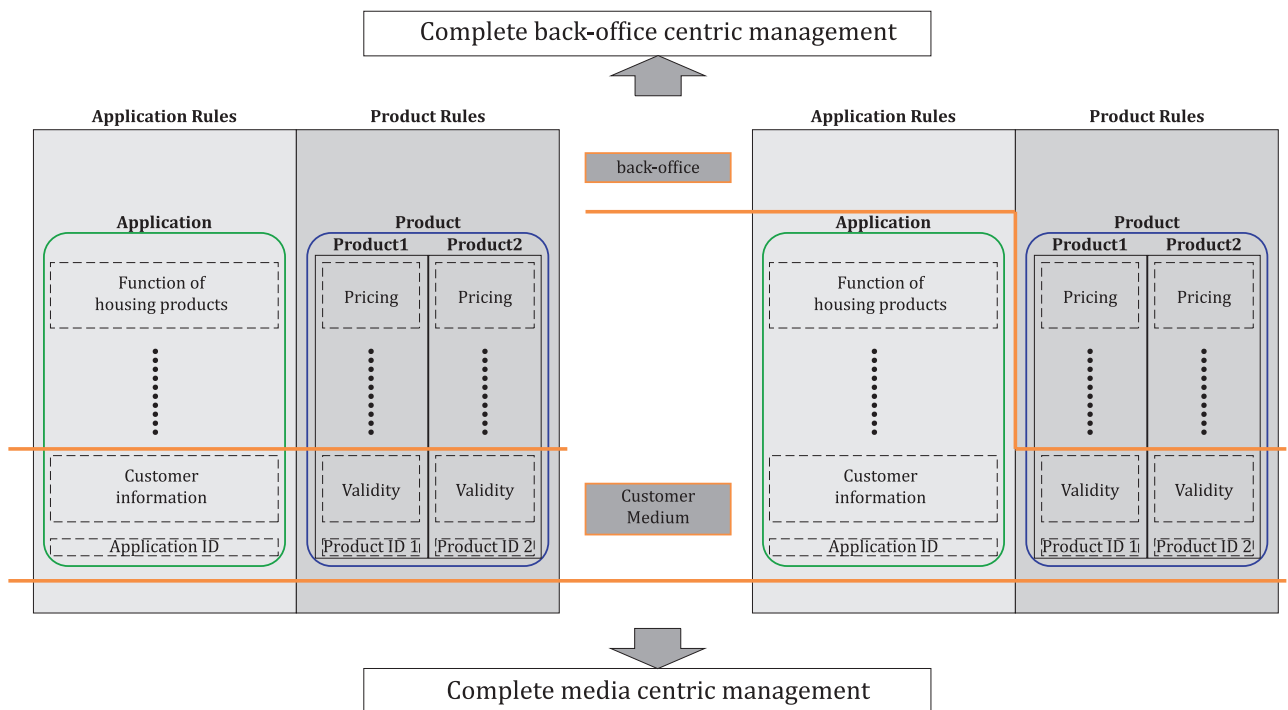 Complete back-office centric management
Application Rules
Product Rules
Application
Product
Product1
Product2
Function of
housing products
Pricing
Pricing
Customer
information
Validity
Validity
Application ID
Product ID 1
Product ID 2
back-office
Customer
Medium
Application Rules
Product Rules
Application
Product
Product1
Product2
Function of
housing products
Pricing
Pricing
Customer
information
Validity
Validity
Application ID
Product ID 1
Product ID 2
Complete media centric management